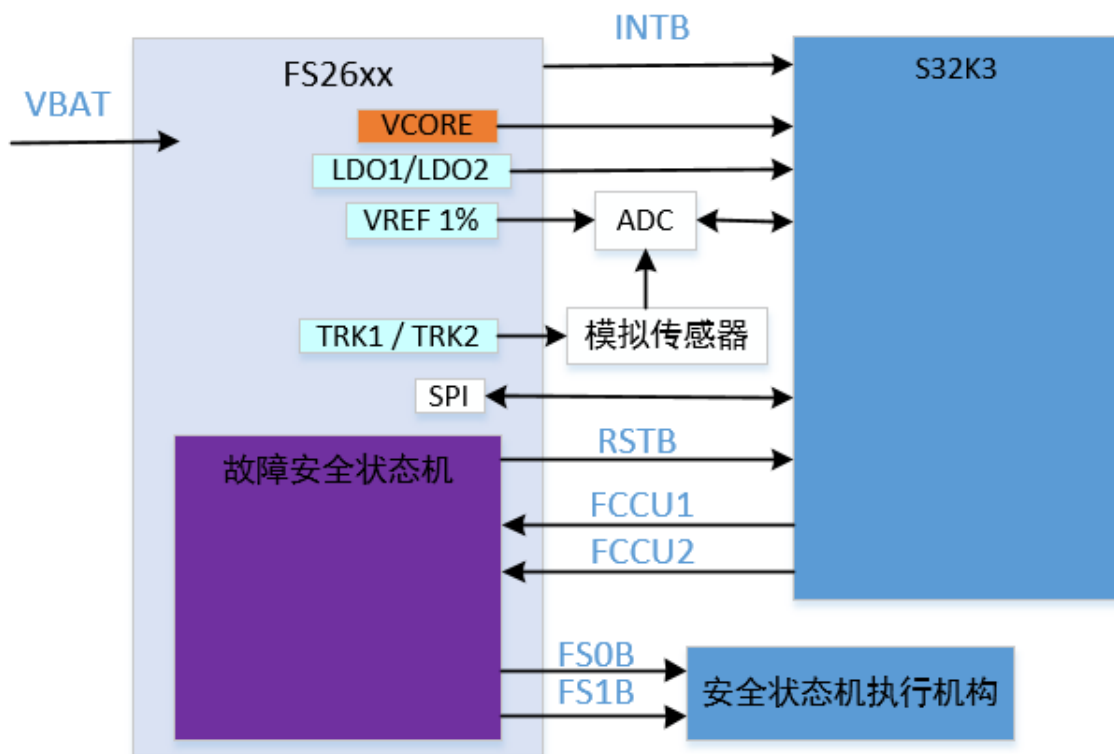 INTB
FS26xx
S32K3
VBAT
VCORE
LDO1/LDO2
VREF 1%
ADC
TRK1 / TRK2
模拟传感器
SPI
RSTB
故障安全状态机
FCCU1
FCCU2
FS0B
FS1B
安全状态机执行机构